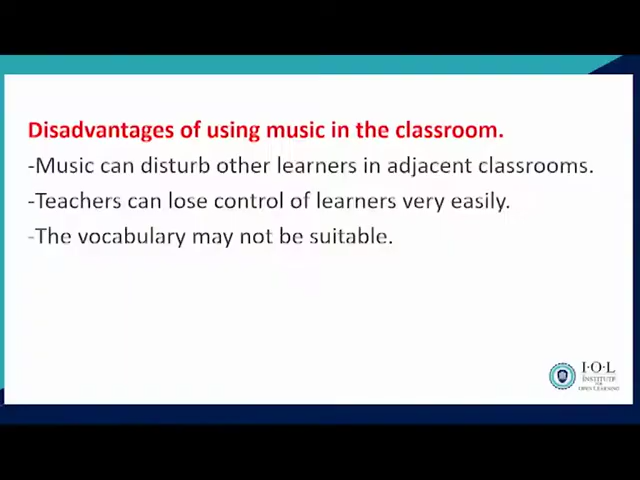 Disadvantages of using music in the classroom.
-Music can disturb other learners in adjacent classrooms.
-Teachers can lose control of learners very easily.
-The vocabulary may not be suitable.
I·O·L
INSTITUTE
FOR
OPEN LEARNING